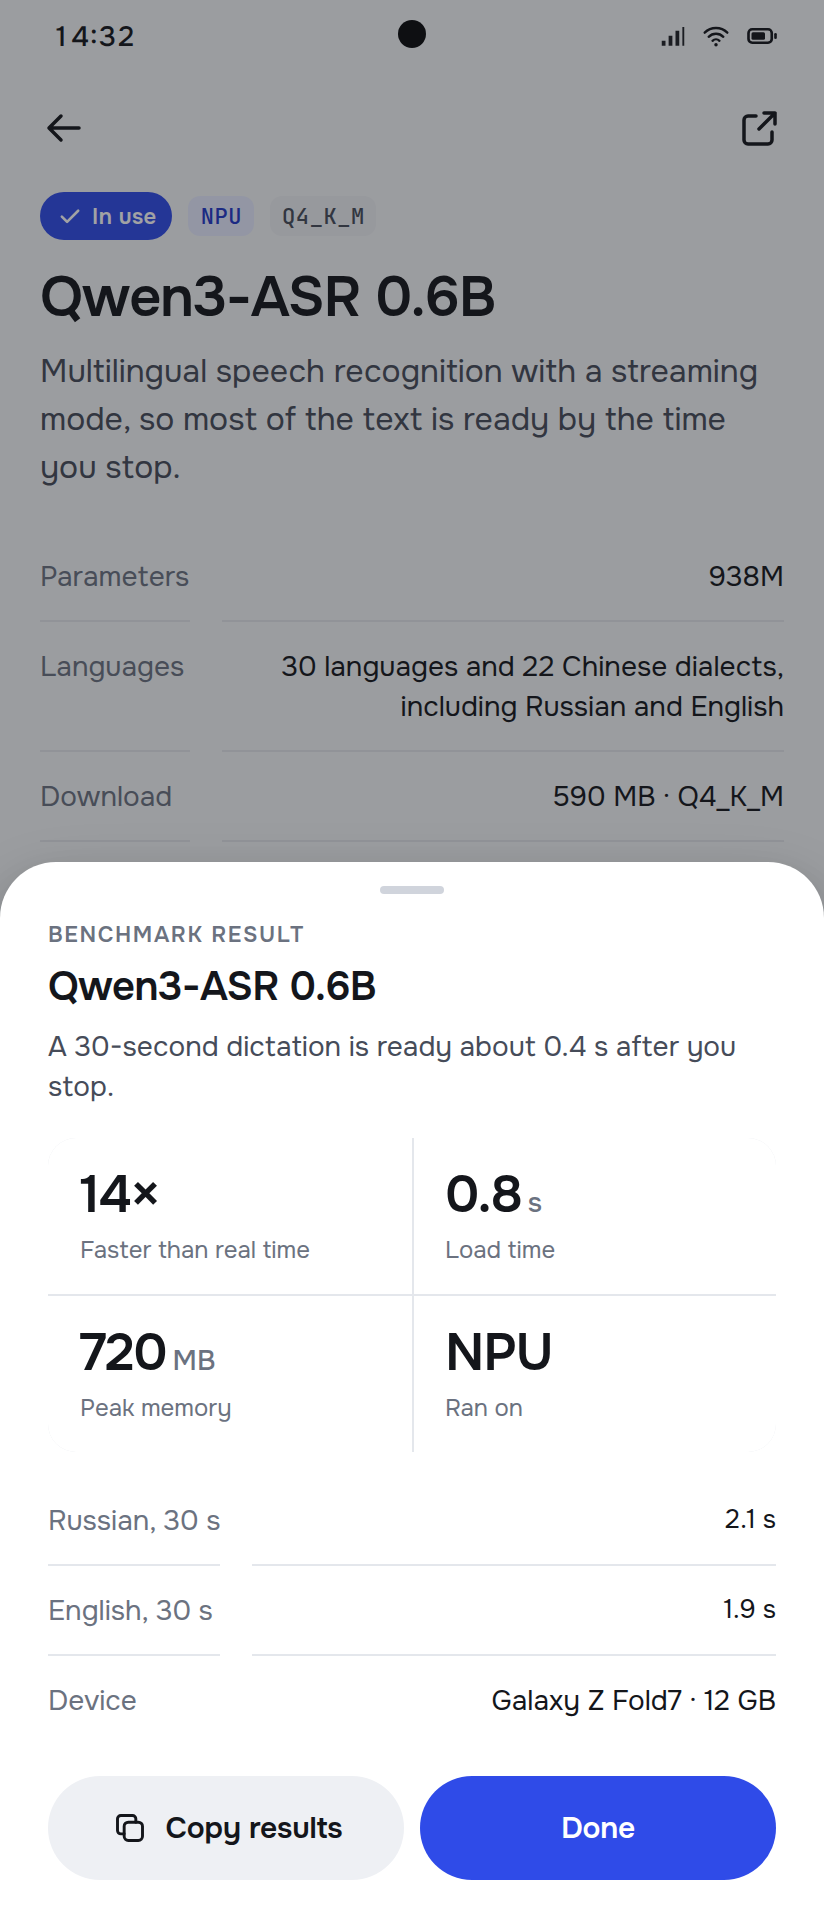 14:32
In use
NPU
Q4_K_M
Qwen3-ASR 0.6B
Multilingual speech recognition with a streaming
mode, so most of the text is ready by the time
you stop.
Parameters 938M
Languages 30 languages and 22 Chinese dialects,
including Russian and English
Download 590 MB · Q4_K_M
BENCHMARK RESULT
Qwen3-ASR 0.6B
A 30-second dictation is ready about 0.4 s after you
stop.
14×
Faster than real time
0.8 s
Load time
720 MB
Peak memory
NPU
Ran on
Russian, 30 s 2.1 s
English, 30 s 1.9 s
Device Galaxy Z Fold7 · 12 GB
Copy results
Done